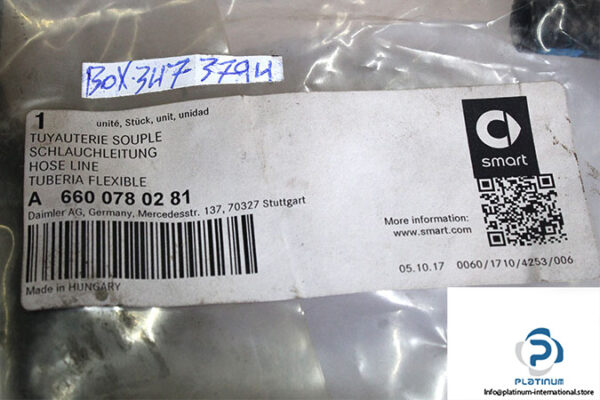 BOX-347-3794
1 unité, Stück, unit, unidad
TUYAUTERIE SOUPLE
SCHLAUCHLEITUNG
HOSE LINE
TUBERIA FLEXIBLE
A 660 078 02 81
Daimler AG, Germany, Mercedesstr. 137, 70327 Stuttgart
Made in HUNGARY
smart
More information:
www.smart.com
05.10.17 0060/1710/4253/006
PLATINUM
Info@platinum-international.store